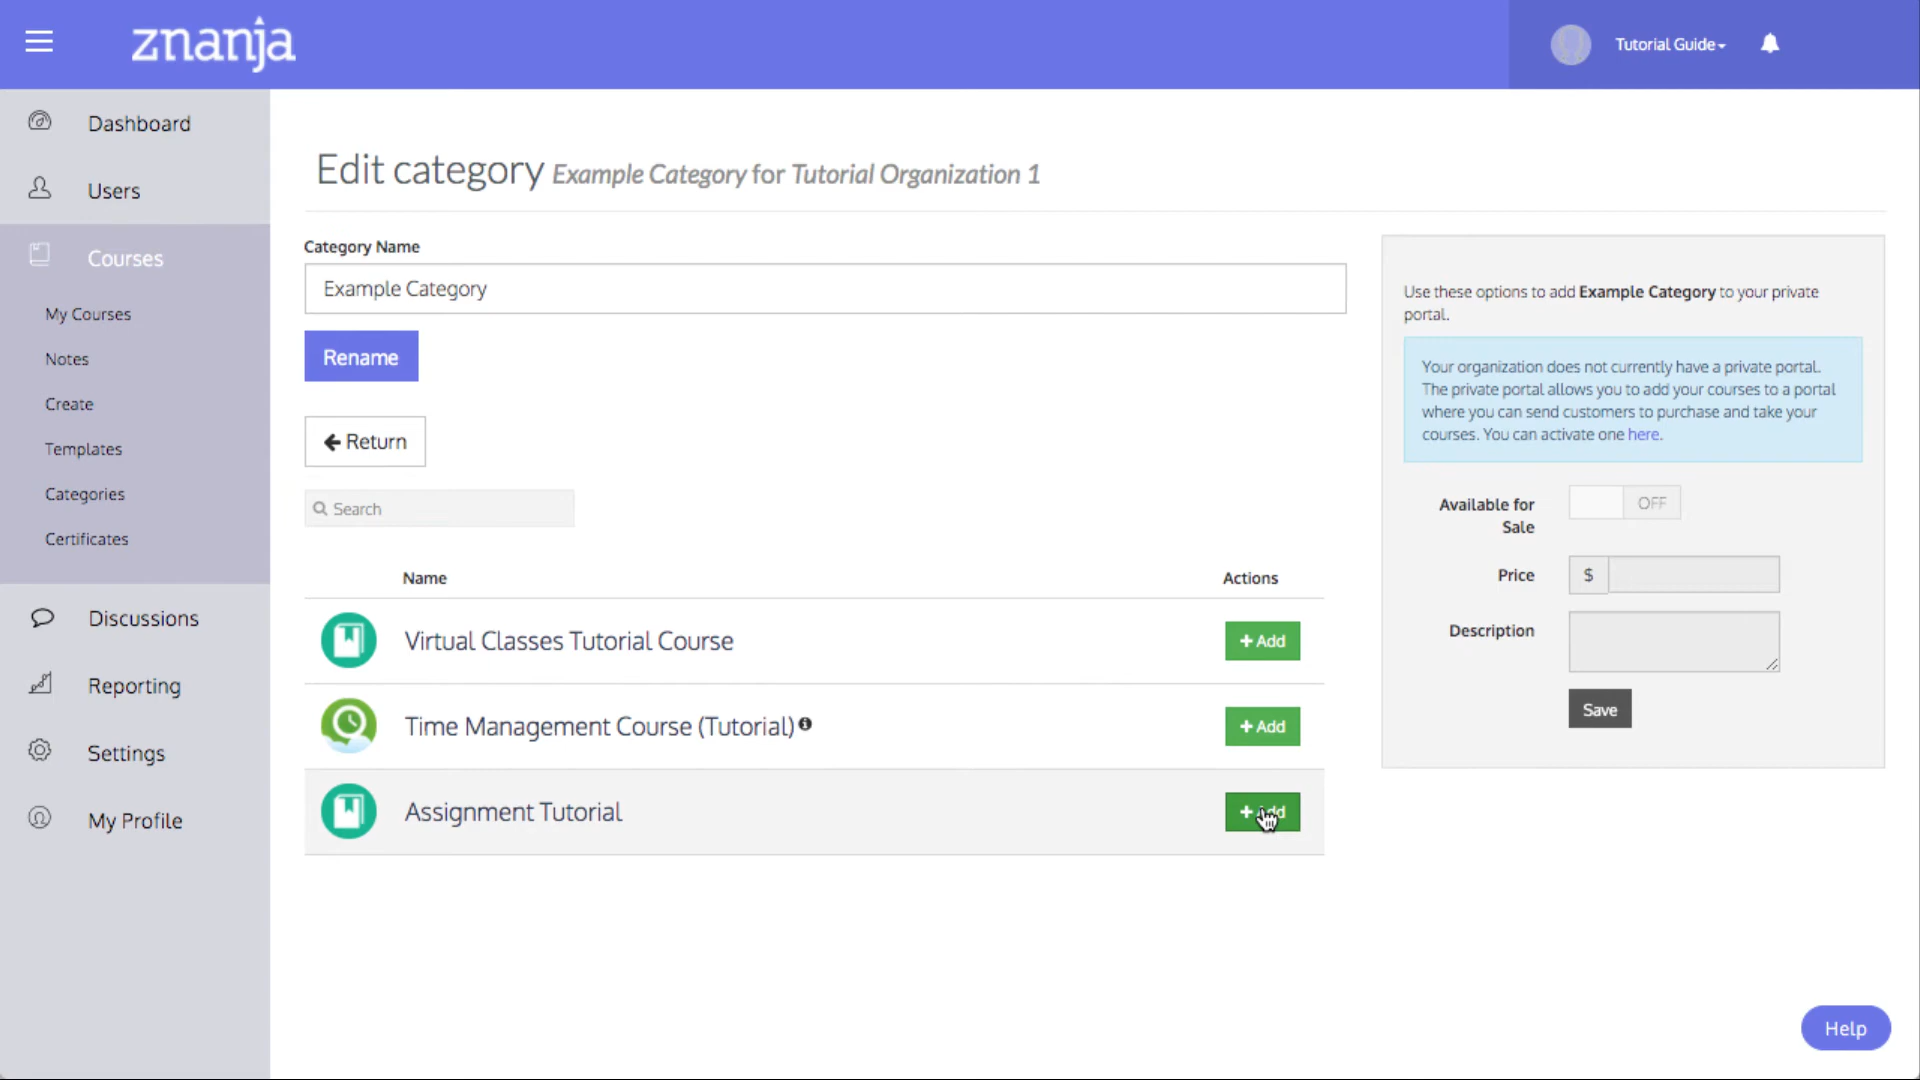 znanja
Tutorial Guide
Dashboard
Users
Courses
My Courses
Notes
Create
Templates
Categories
Certificates
Discussions
Reporting
Settings
My Profile
Edit category Example Category for Tutorial Organization 1
Category Name
Example Category
Rename
Return
Search
Name Actions
Virtual Classes Tutorial Course + Add
Time Management Course (Tutorial) + Add
Assignment Tutorial + Add
Use these options to add Example Category to your private
portal.
Your organization does not currently have a private portal.
The private portal allows you to add your courses to a portal
where you can send customers to purchase and take your
courses. You can activate one here.
Available for
Sale
OFF
Price $
Description
Save
Help